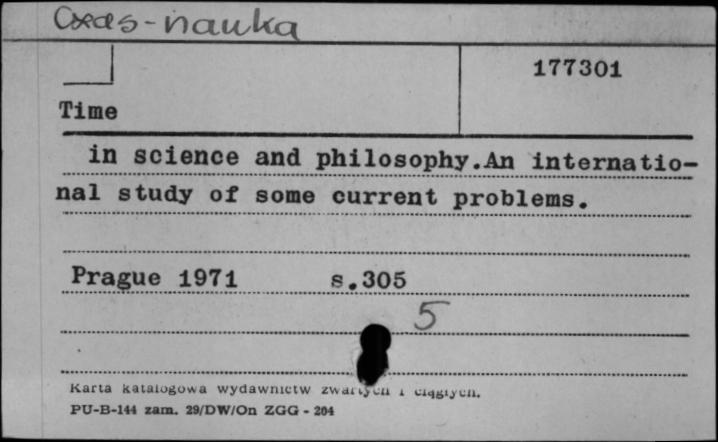 Czas-nauka
177301
Time
in science and philosophy.An internatio-
nal study of some current problems.
Prague 1971 s.305
5
Karta katalogowa wydawnictw zwartych i ciągłych.
PU-B-144 zam. 29/DW/On ZGG - 204